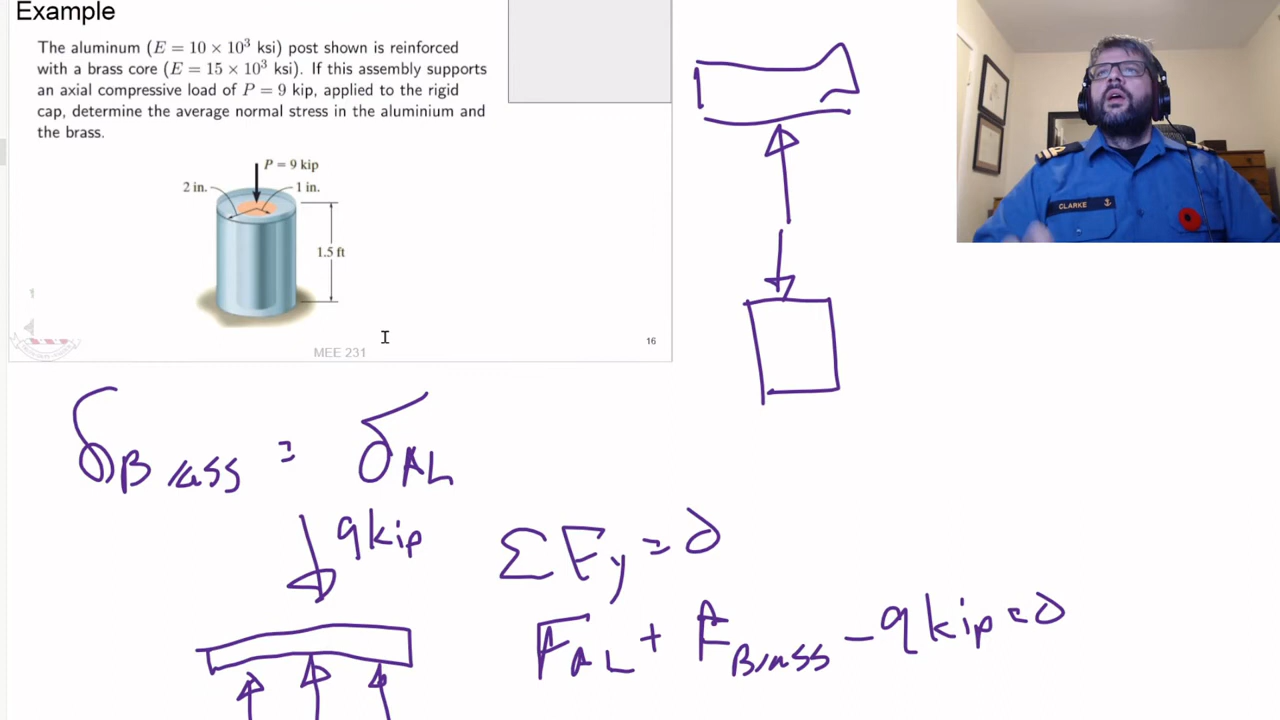 Example
The aluminum (E = 10 × 10³ ksi) post shown is reinforced
with a brass core (E = 15 × 10³ ksi). If this assembly supports
an axial compressive load of P = 9 kip, applied to the rigid
cap, determine the average normal stress in the aluminium and
the brass.
P = 9 kip
2 in.
1 in.
1.5 ft
MEE 231
16
CLARKE
δBrass = δAL
9kip
ΣFy=0
FAL + FBrass - 9kip=0